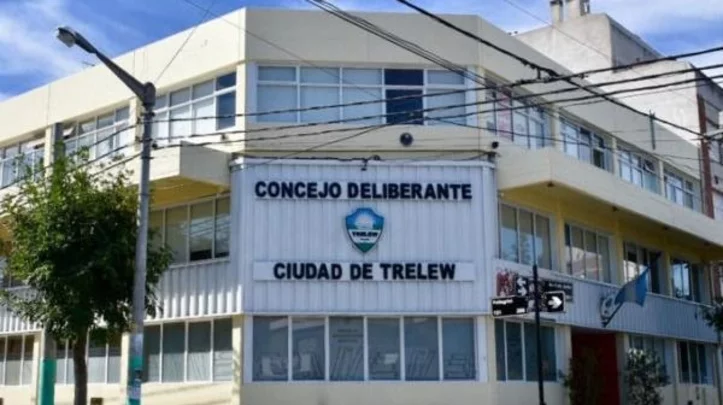 CONCEJO DELIBERANTE
TRELEW
CIUDAD DE TRELEW